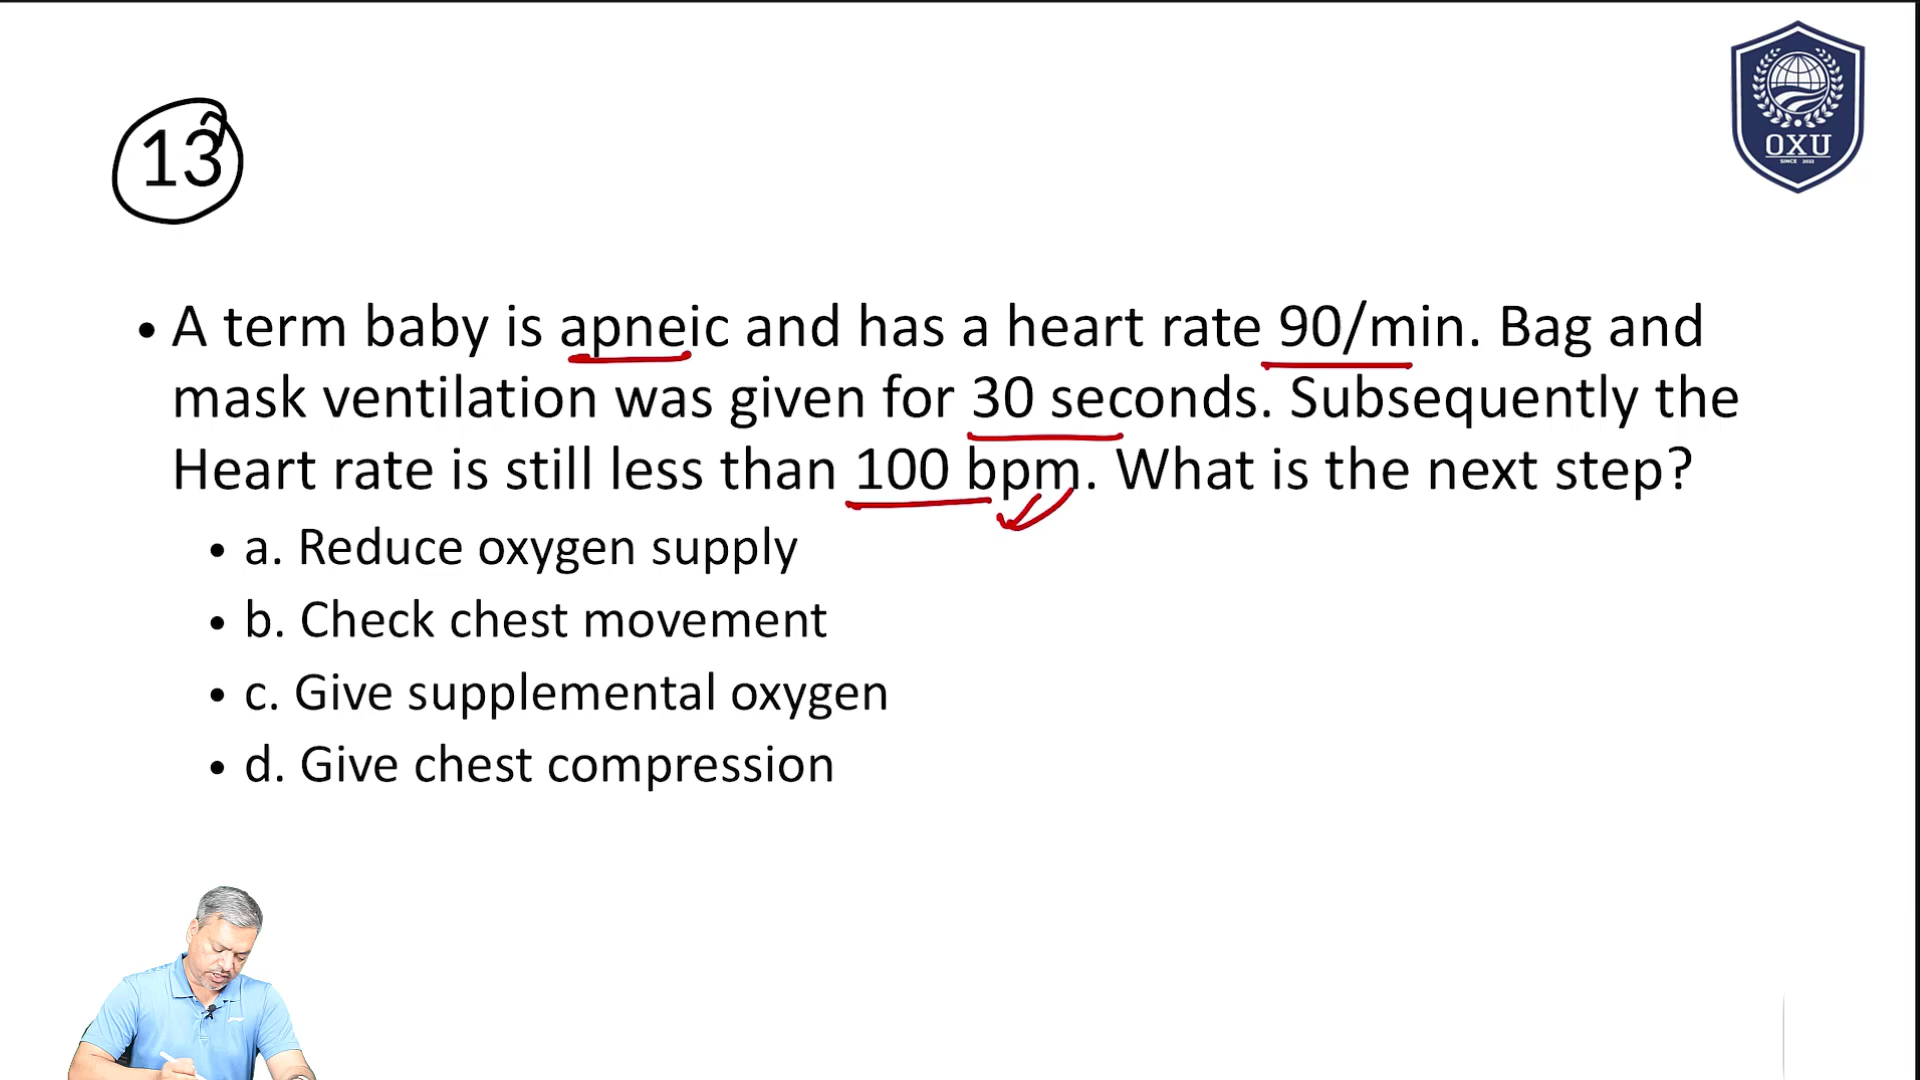 OXU
SINCE 2022
13
• A term baby is apneic and has a heart rate 90/min. Bag and
mask ventilation was given for 30 seconds. Subsequently the
Heart rate is still less than 100 bpm. What is the next step?
• a. Reduce oxygen supply
• b. Check chest movement
• c. Give supplemental oxygen
• d. Give chest compression